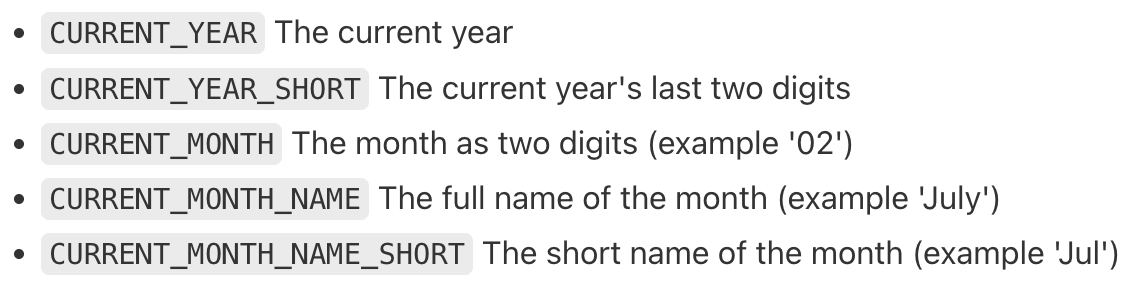 • CURRENT_YEAR The current year
• CURRENT_YEAR_SHORT The current year's last two digits
• CURRENT_MONTH The month as two digits (example '02')
• CURRENT_MONTH_NAME The full name of the month (example 'July')
• CURRENT_MONTH_NAME_SHORT The short name of the month (example 'Jul')